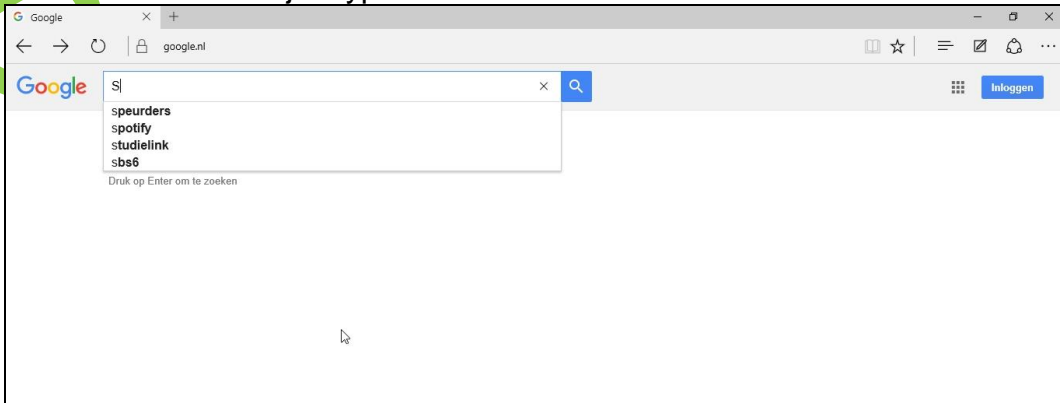 Google
google.nl
Google
S
Inloggen
speurders
spotify
studielink
sbs6
Druk op Enter om te zoeken